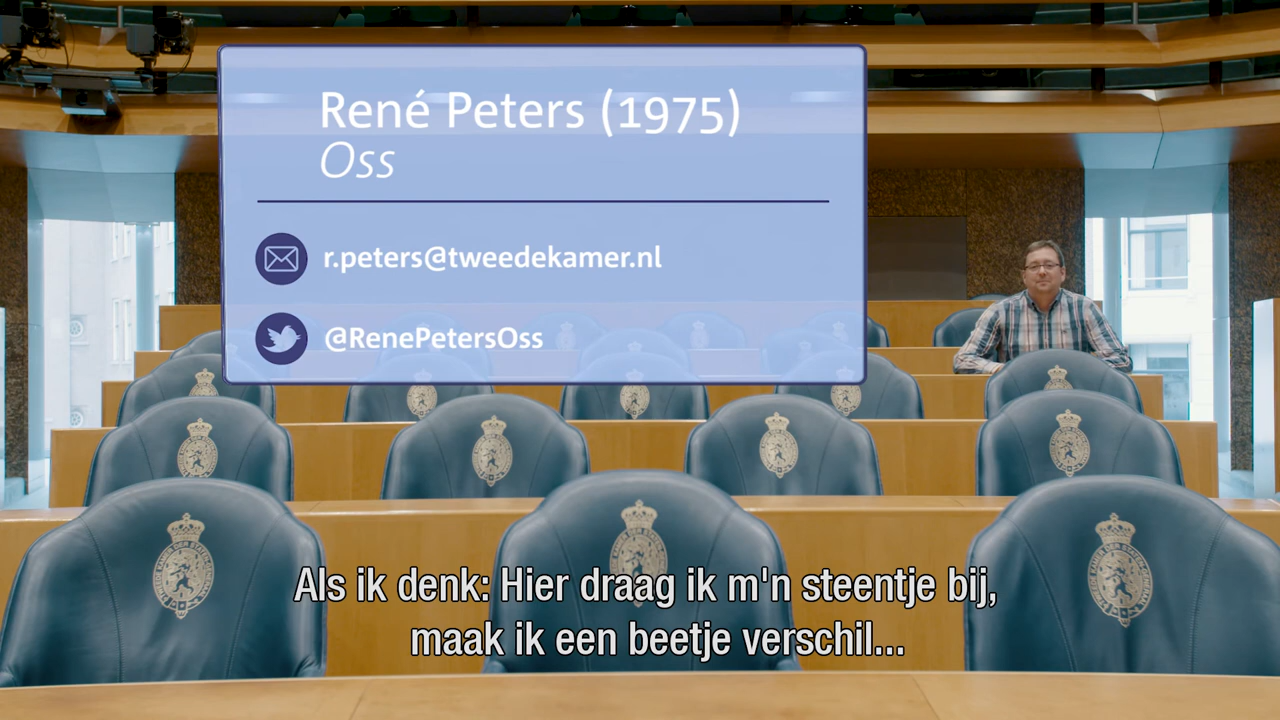 René Peters (1975)
Oss
r.peters@tweedekamer.nl
@RenePetersOss
Als ik denk: Hier draag ik m'n steentje bij,
maak ik een beetje verschil...